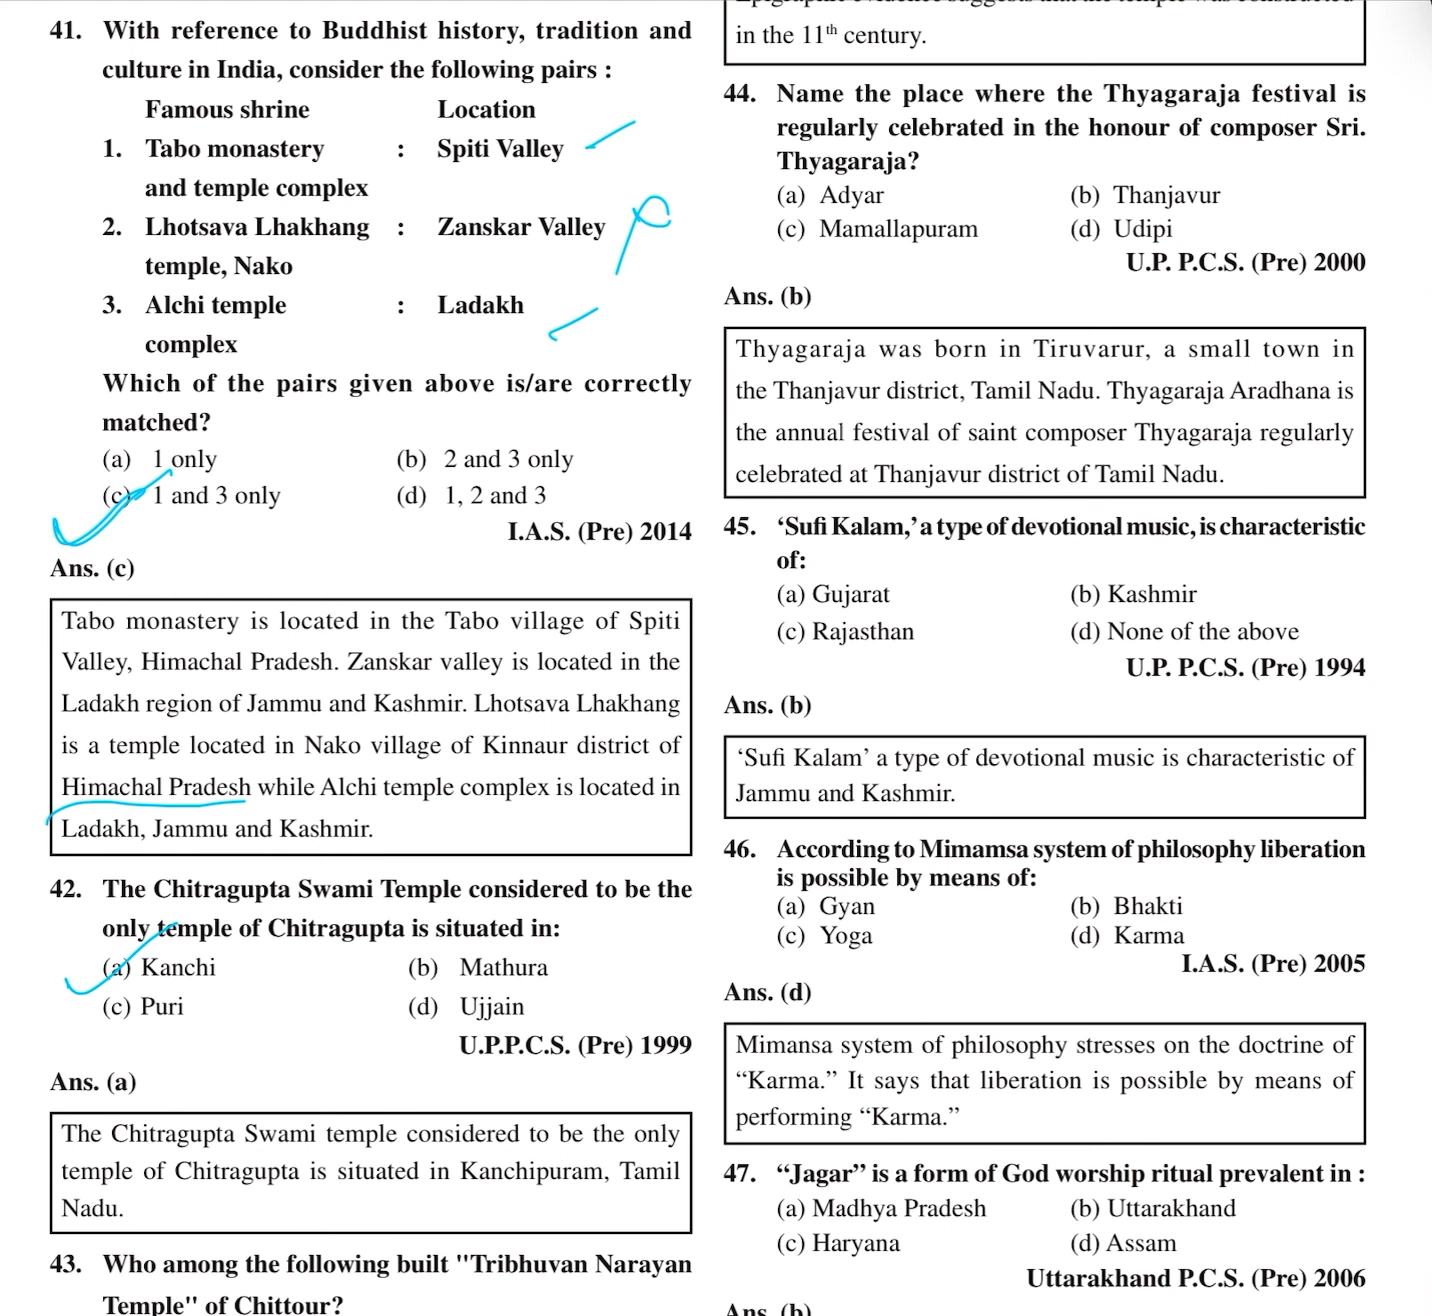 41. With reference to Buddhist history, tradition and
culture in India, consider the following pairs :
Famous shrine Location
1. Tabo monastery : Spiti Valley
and temple complex
2. Lhotsava Lhakhang : Zanskar Valley
temple, Nako
3. Alchi temple : Ladakh
complex
Which of the pairs given above is/are correctly
matched?
(a) 1 only (b) 2 and 3 only
(c) 1 and 3 only (d) 1, 2 and 3
I.A.S. (Pre) 2014
Ans. (c)
Tabo monastery is located in the Tabo village of Spiti
Valley, Himachal Pradesh. Zanskar valley is located in the
Ladakh region of Jammu and Kashmir. Lhotsava Lhakhang
is a temple located in Nako village of Kinnaur district of
Himachal Pradesh while Alchi temple complex is located in
Ladakh, Jammu and Kashmir.
42. The Chitragupta Swami Temple considered to be the
only temple of Chitragupta is situated in:
(a) Kanchi (b) Mathura
(c) Puri (d) Ujjain
U.P.P.C.S. (Pre) 1999
Ans. (a)
The Chitragupta Swami temple considered to be the only
temple of Chitragupta is situated in Kanchipuram, Tamil
Nadu.
43. Who among the following built "Tribhuvan Narayan
Temple" of Chittour?
in the 11th century.
44. Name the place where the Thyagaraja festival is
regularly celebrated in the honour of composer Sri.
Thyagaraja?
(a) Adyar (b) Thanjavur
(c) Mamallapuram (d) Udipi
U.P. P.C.S. (Pre) 2000
Ans. (b)
Thyagaraja was born in Tiruvarur, a small town in
the Thanjavur district, Tamil Nadu. Thyagaraja Aradhana is
the annual festival of saint composer Thyagaraja regularly
celebrated at Thanjavur district of Tamil Nadu.
45. ‘Sufi Kalam,’ a type of devotional music, is characteristic
of:
(a) Gujarat (b) Kashmir
(c) Rajasthan (d) None of the above
U.P. P.C.S. (Pre) 1994
Ans. (b)
‘Sufi Kalam’ a type of devotional music is characteristic of
Jammu and Kashmir.
46. According to Mimamsa system of philosophy liberation
is possible by means of:
(a) Gyan (b) Bhakti
(c) Yoga (d) Karma
I.A.S. (Pre) 2005
Ans. (d)
Mimansa system of philosophy stresses on the doctrine of
“Karma.” It says that liberation is possible by means of
performing “Karma.”
47. “Jagar” is a form of God worship ritual prevalent in :
(a) Madhya Pradesh (b) Uttarakhand
(c) Haryana (d) Assam
Uttarakhand P.C.S. (Pre) 2006
Ans. (b)